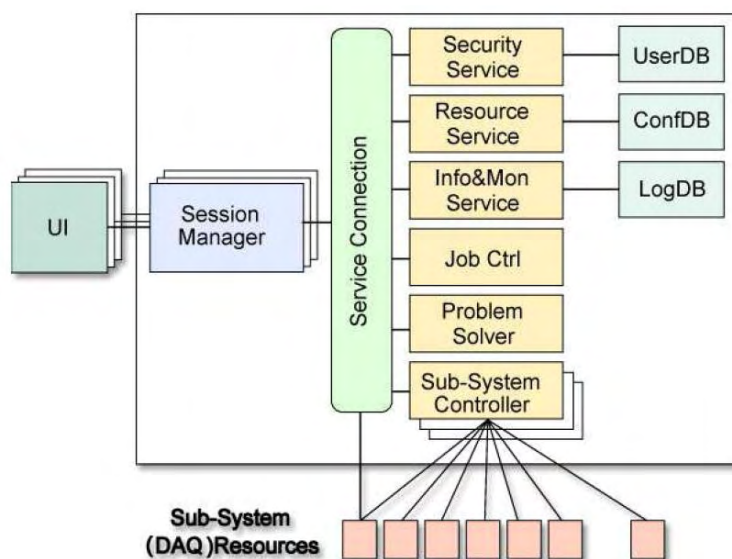 Security
Service
UserDB
Resource
Service
ConfDB
Info&Mon
Service
LogDB
UI
Session
Manager
Service Connection
Job Ctrl
Problem
Solver
Sub-System
Controller
Sub-System
(DAQ)Resources